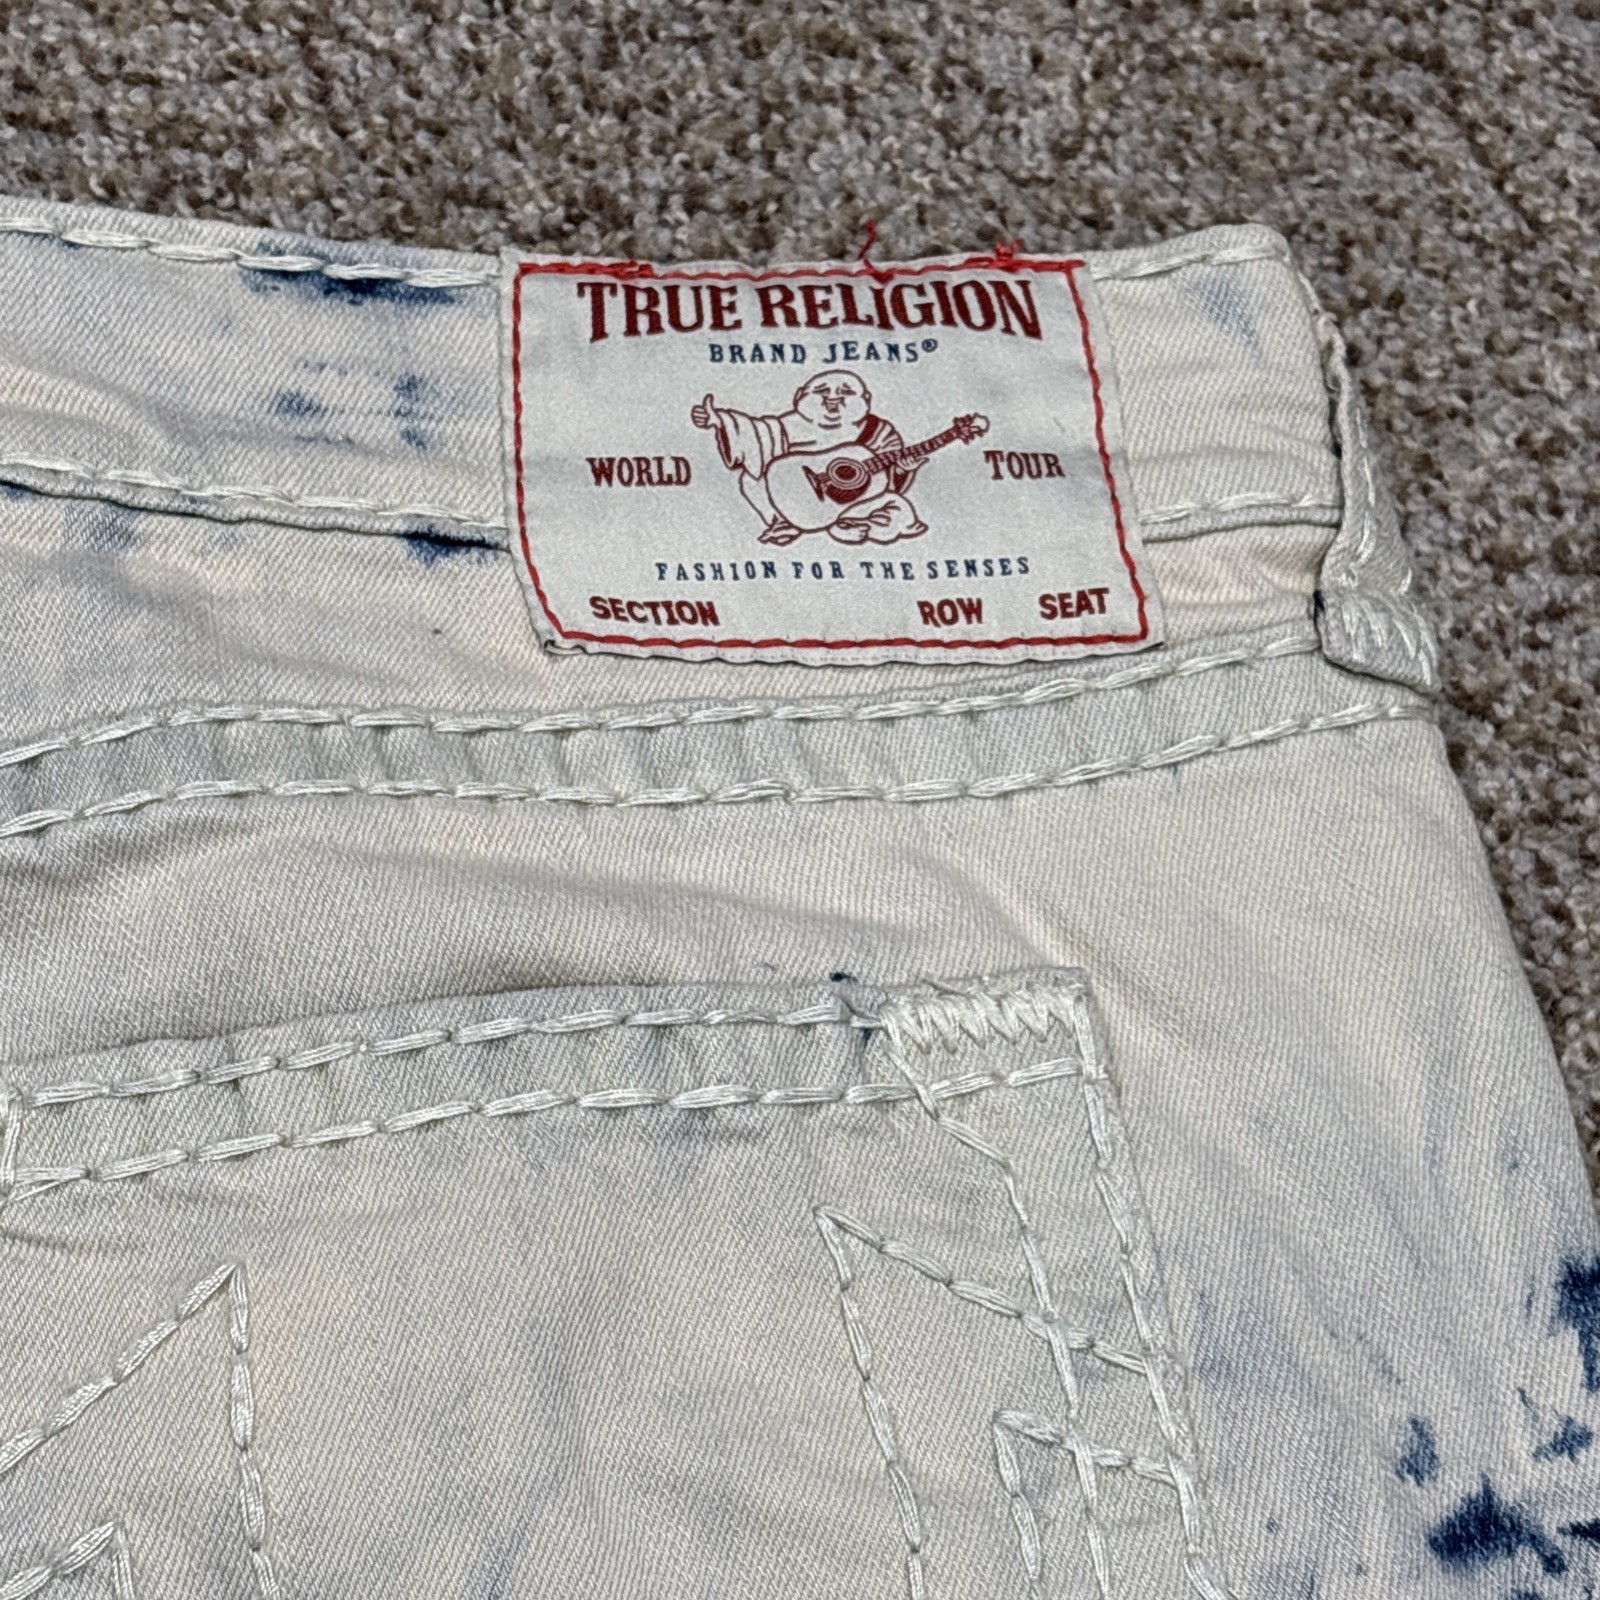 TRUE RELIGION
BRAND JEANS®
WORLD TOUR
FASHION FOR THE SENSES
SECTION ROW SEAT